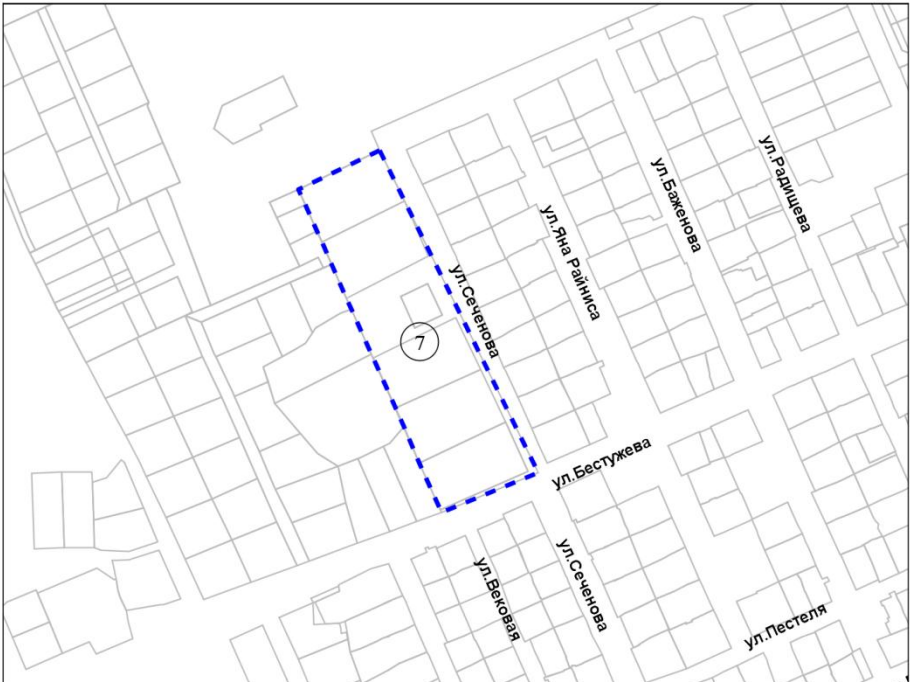 ул.Радищева
ул.Баженова
ул.Яна Райниса
ул.Сеченова
7
ул.Бестужева
ул.Вековая
ул.Сеченова
ул.Пестеля